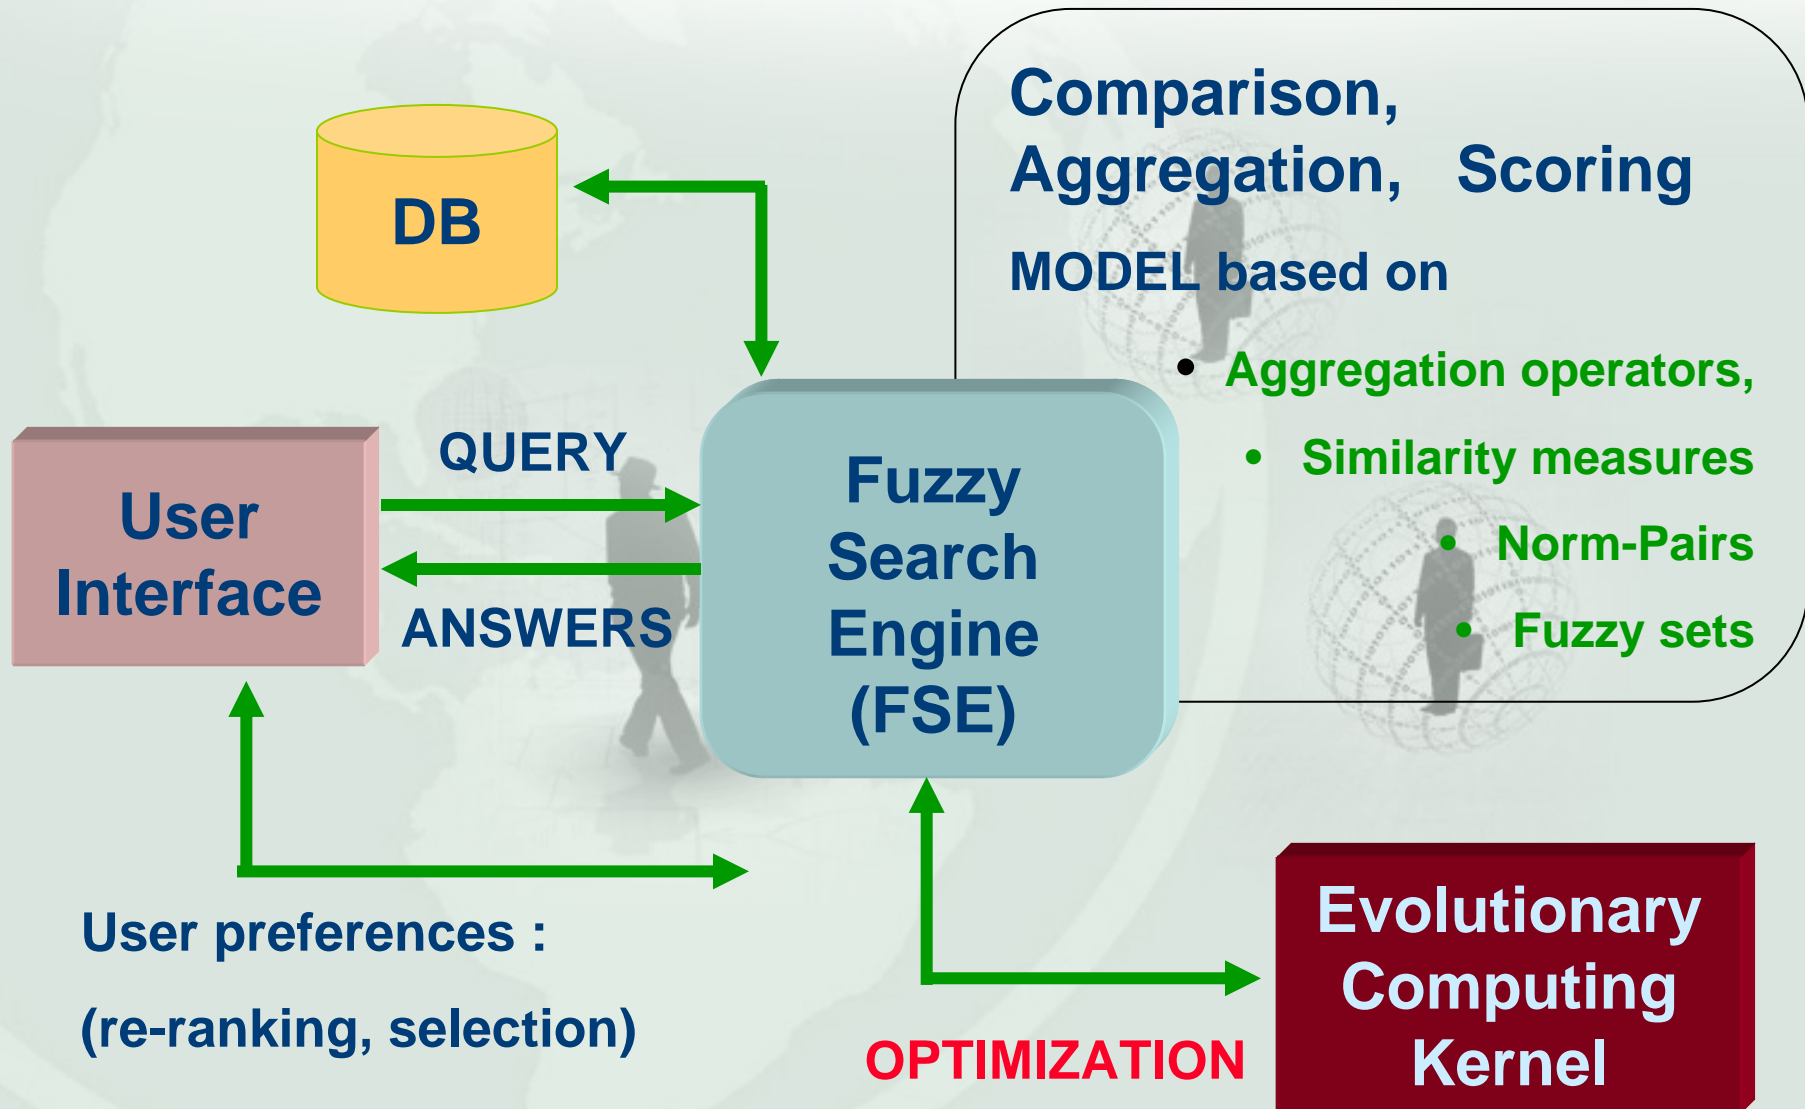 Comparison,
Aggregation, Scoring
MODEL based on
• Aggregation operators,
• Similarity measures
• Norm-Pairs
• Fuzzy sets
DB
QUERY
User
Interface
ANSWERS
Fuzzy
Search
Engine
(FSE)
User preferences :
(re-ranking, selection)
OPTIMIZATION
Evolutionary
Computing
Kernel